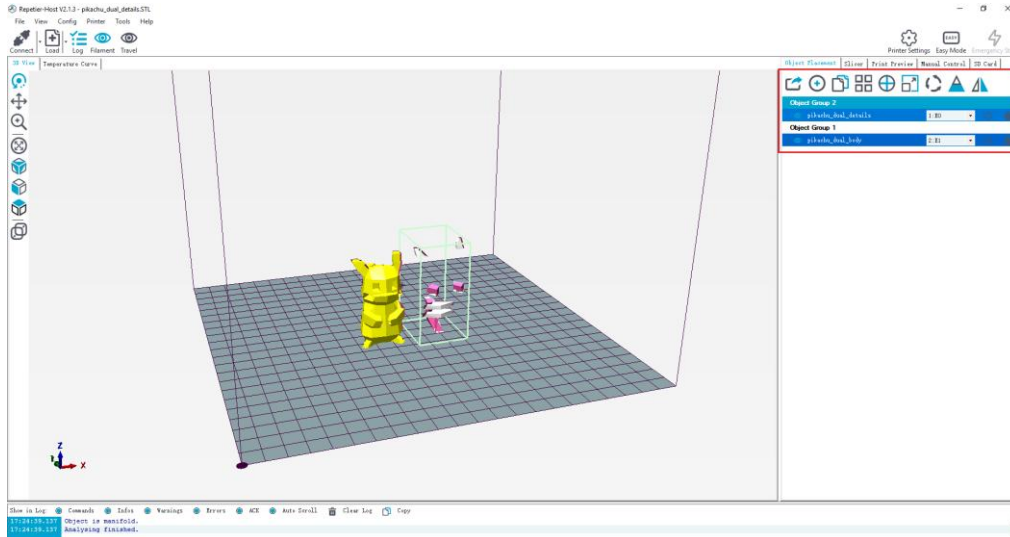 Repetier-Host V2.1.3 - pikachu_dual_details.STL
File View Config Printer Tools Help
Connect Load Log Filament Travel Printer Settings Easy Mode Emergency St
EASY
3D View Temperature Curve Object Placement Slicer Print Preview Manual Control SD Card
Object Group 2
pikachu_dual_details 1:E0
Object Group 1
pikachu_dual_body 2:E1
Z
X
Show in Log Commands Infos Warnings Errors ACK Auto Scroll Clear Log Copy
17:24:39.137 Object is manifold.
17:24:39.137 Analysing finished.